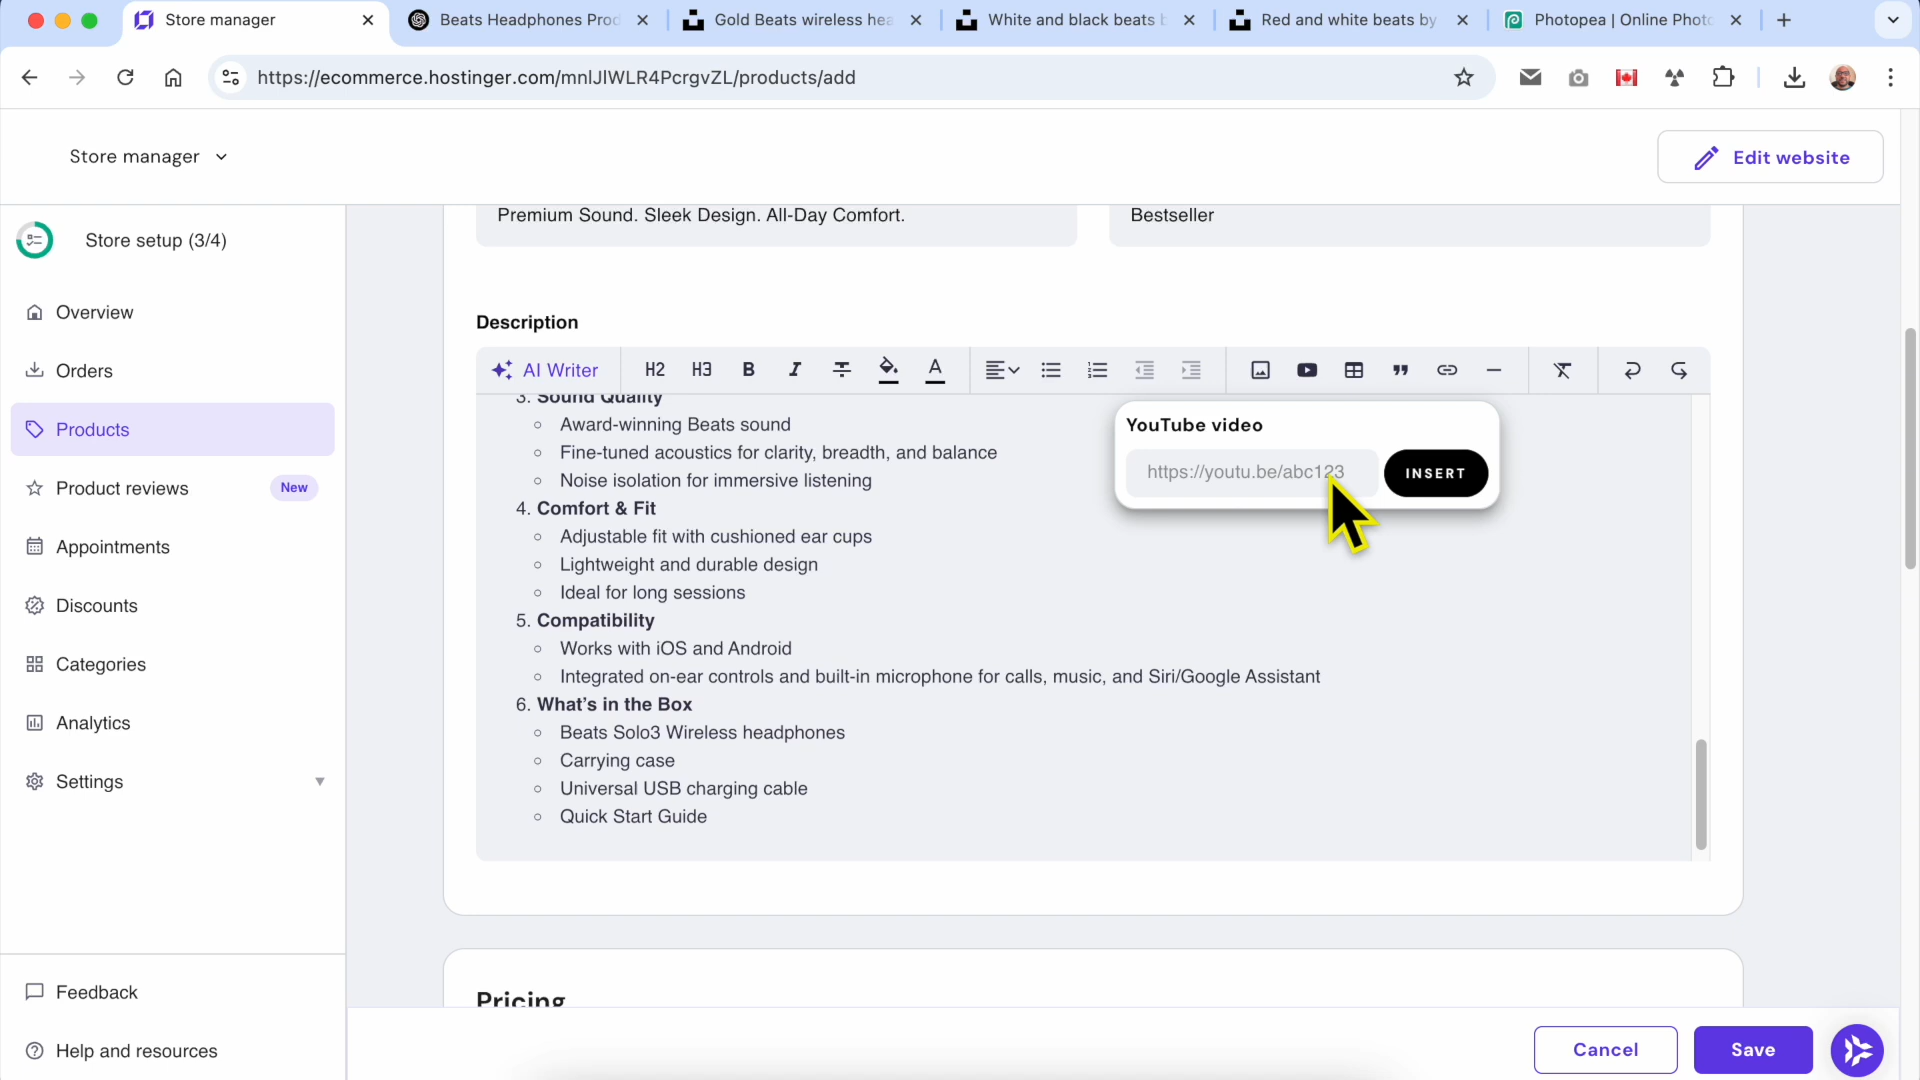 Store manager
Beats Headphones Prod
Gold Beats wireless hea
White and black beats b
Red and white beats by
Photopea | Online Photo
https://ecommerce.hostinger.com/mnlJlWLR4PcrgvZL/products/add
Store manager
Edit website
Store setup (3/4)
Overview
Orders
Products
Product reviews
New
Appointments
Discounts
Categories
Analytics
Settings
Feedback
Help and resources
Premium Sound. Sleek Design. All-Day Comfort.
Bestseller
Description
AI Writer
H2
H3
B
I
A
3. Sound Quality
Award-winning Beats sound
Fine-tuned acoustics for clarity, breadth, and balance
Noise isolation for immersive listening
4. Comfort & Fit
Adjustable fit with cushioned ear cups
Lightweight and durable design
Ideal for long sessions
5. Compatibility
Works with iOS and Android
Integrated on-ear controls and built-in microphone for calls, music, and Siri/Google Assistant
6. What's in the Box
Beats Solo3 Wireless headphones
Carrying case
Universal USB charging cable
Quick Start Guide
YouTube video
https://youtu.be/abc123
INSERT
Pricing
Cancel
Save